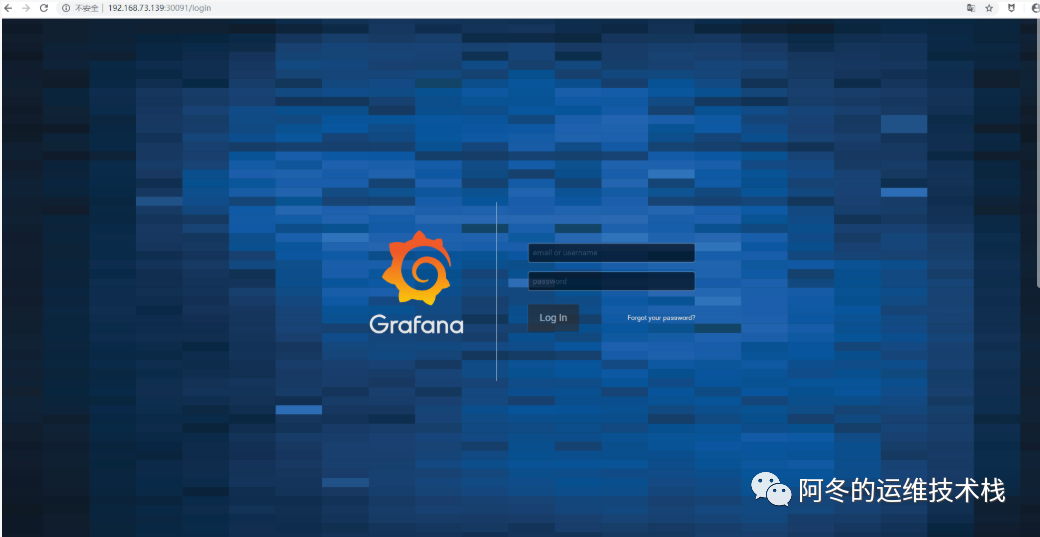 不安全 | 192.168.73.139:30091/login
Grafana
email or username
password
Log In
Forgot your password?
阿冬的运维技术栈